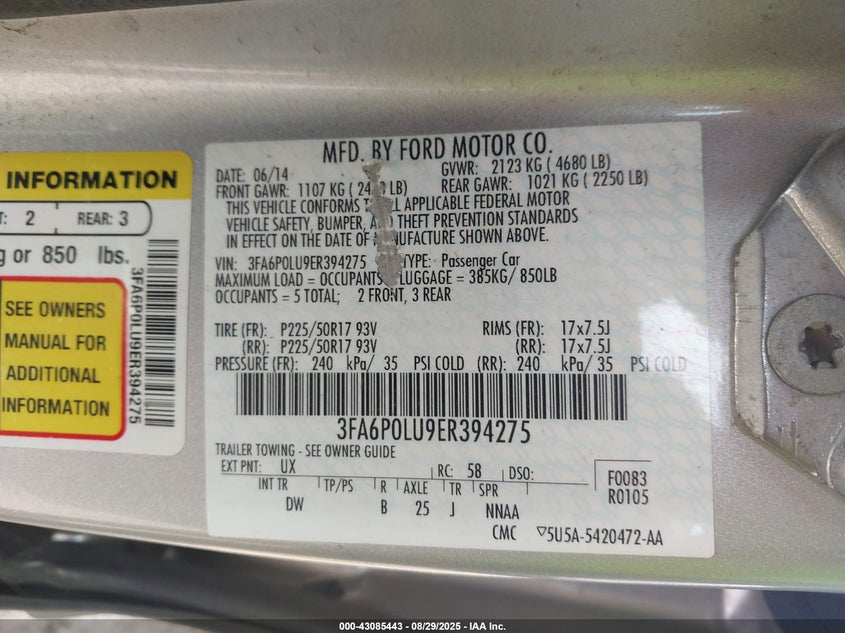 INFORMATION
2 REAR: 3
g or 850 lbs.
SEE OWNERS
MANUAL FOR
ADDITIONAL
INFORMATION
3FA6P0LU9ER394275
MFD. BY FORD MOTOR CO.
DATE: 06/14 GVWR: 2123 KG ( 4680 LB)
FRONT GAWR: 1107 KG ( LB) REAR GAWR: 1021 KG ( 2250 LB)
THIS VEHICLE CONFORMS ALL APPLICABLE FEDERAL MOTOR
VEHICLE SAFETY, BUMPER, AND THEFT PREVENTION STANDARDS
IN EFFECT ON THE DATE OF MANUFACTURE SHOWN ABOVE.
VIN: 3FA6P0LU9ER394275 TYPE: Passenger Car
MAXIMUM LOAD = OCCUPANTS LUGGAGE = 385KG/ 850LB
OCCUPANTS = 5 TOTAL; 2 FRONT, 3 REAR
TIRE (FR): P225/50R17 93V RIMS (FR): 17x7.5J
(RR): P225/50R17 93V (RR): 17x7.5J
PRESSURE (FR): 240 kPa/ 35 PSI COLD (RR): 240 kPa/ 35 PSI COLD
3FA6P0LU9ER394275
TRAILER TOWING - SEE OWNER GUIDE
EXT PNT: UX RC: 58 DSO: F0083
INT TR TP/PS R AXLE TR SPR R0105
DW B 25 J NNAA
CMC ▽5U5A-5420472-AA
000-43085443 - 08/29/2025 - IAA Inc.